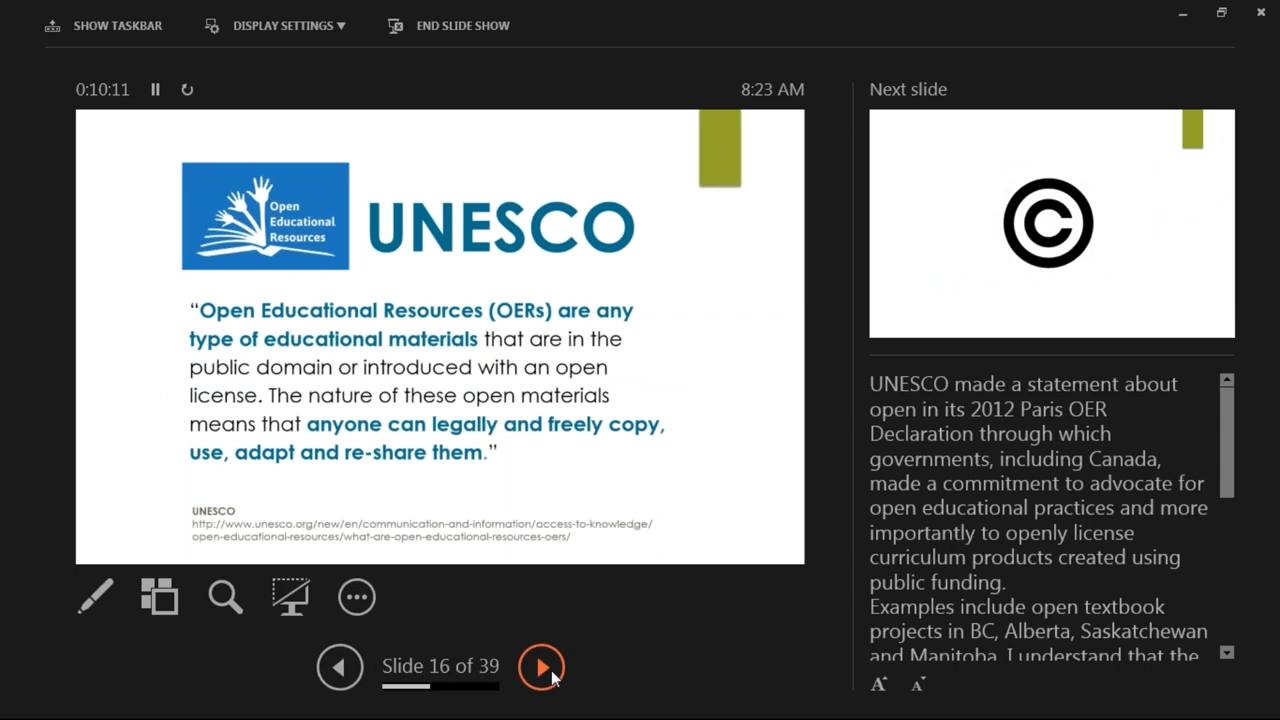 SHOW TASKBAR
DISPLAY SETTINGS
END SLIDE SHOW
0:10:11
8:23 AM
Open
Educational
Resources
UNESCO
“Open Educational Resources (OERs) are any
type of educational materials that are in the
public domain or introduced with an open
license. The nature of these open materials
means that anyone can legally and freely copy,
use, adapt and re-share them.”
UNESCO
http://www.unesco.org/new/en/communication-and-information/access-to-knowledge/
open-educational-resources/what-are-open-educational-resources-oers/
Slide 16 of 39
Next slide
©
UNESCO made a statement about
open in its 2012 Paris OER
Declaration through which
governments, including Canada,
made a commitment to advocate for
open educational practices and more
importantly to openly license
curriculum products created using
public funding.
Examples include open textbook
projects in BC, Alberta, Saskatchewan
and Manitoba. I understand that the
A A